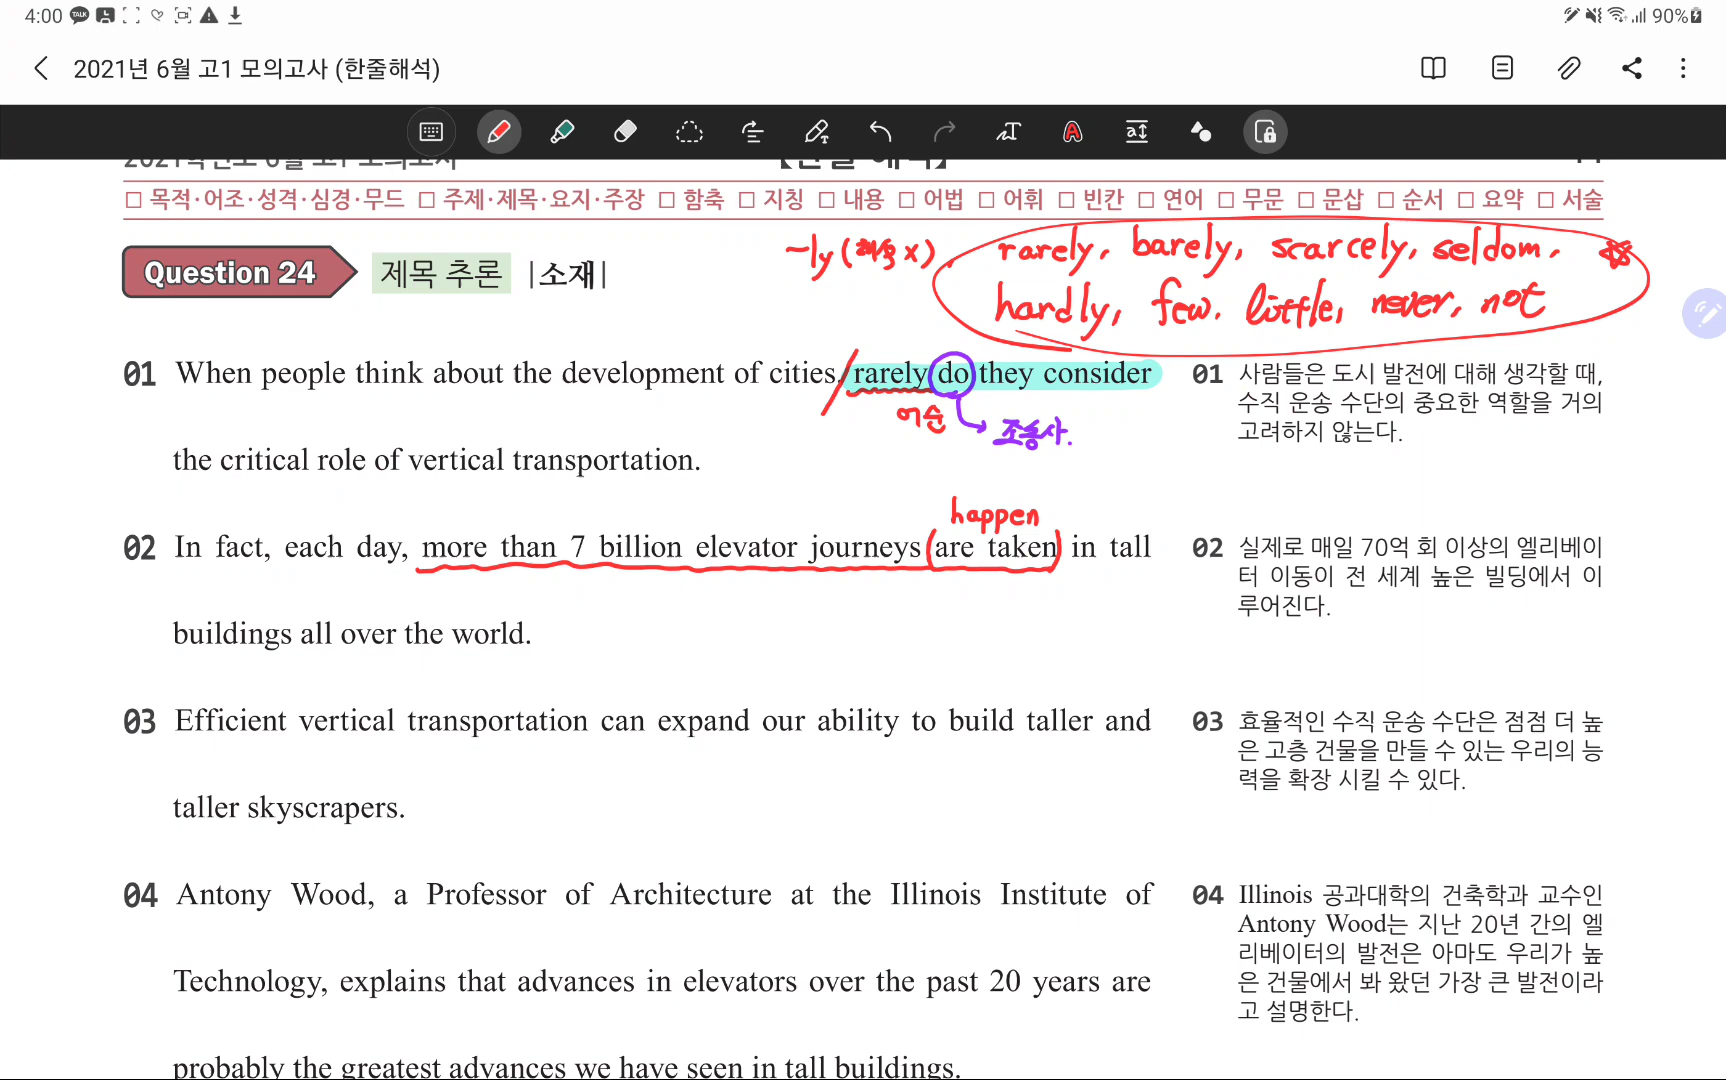 4:00 TALK 90%
2021년 6월 고1 모의고사 (한줄해석)
□ 목적·어조·성격·심경·무드 □ 주제·제목·요지·주장 □ 함축 □ 지칭 □ 내용 □ 어법 □ 어휘 □ 빈칸 □ 연어 □ 무문 □ 문삽 □ 순서 □ 요약 □ 서술
-ly ( x) rarely, barely, scarcely, seldom.
hardly, few. little, never, not
Question 24 제목 추론 |소재|
01 When people think about the development of cities, rarely do they consider
어순 조동사.
the critical role of vertical transportation.
01 사람들은 도시 발전에 대해 생각할 때,
수직 운송 수단의 중요한 역할을 거의
고려하지 않는다.
happen
02 In fact, each day, more than 7 billion elevator journeys (are taken) in tall
buildings all over the world.
02 실제로 매일 70억 회 이상의 엘리베이
터 이동이 전 세계 높은 빌딩에서 이
루어진다.
03 Efficient vertical transportation can expand our ability to build taller and
taller skyscrapers.
03 효율적인 수직 운송 수단은 점점 더 높
은 고층 건물을 만들 수 있는 우리의 능
력을 확장 시킬 수 있다.
04 Antony Wood, a Professor of Architecture at the Illinois Institute of
Technology, explains that advances in elevators over the past 20 years are
probably the greatest advances we have seen in tall buildings.
04 Illinois 공과대학의 건축학과 교수인
Antony Wood는 지난 20년 간의 엘
리베이터의 발전은 아마도 우리가 높
은 건물에서 봐 왔던 가장 큰 발전이라
고 설명한다.